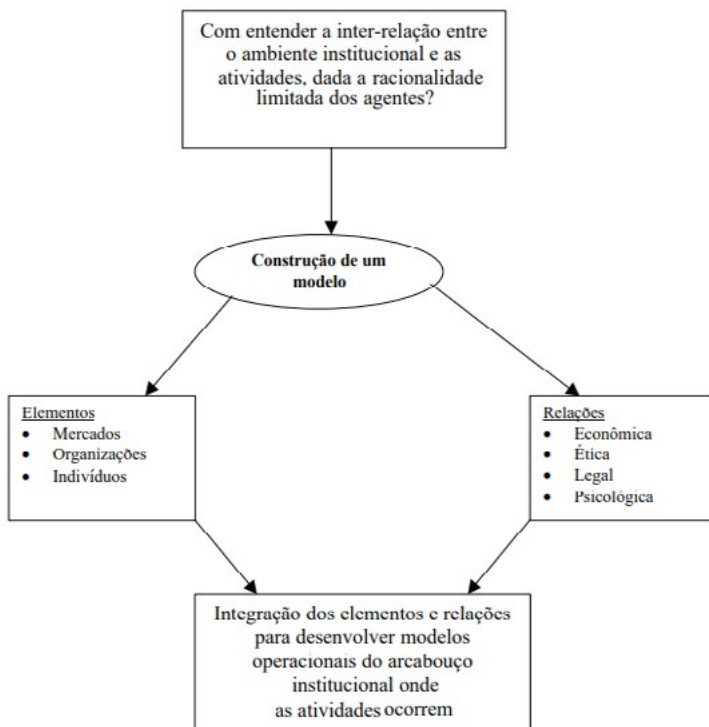 Com entender a inter-relação entre
o ambiente institucional e as
atividades, dada a racionalidade
limitada dos agentes?
Construção de um
modelo
Elementos
• Mercados
• Organizações
• Indivíduos
Relações
• Econômica
• Ética
• Legal
• Psicológica
Integração dos elementos e relações
para desenvolver modelos
operacionais do arcabouço
institucional onde
as atividades ocorrem